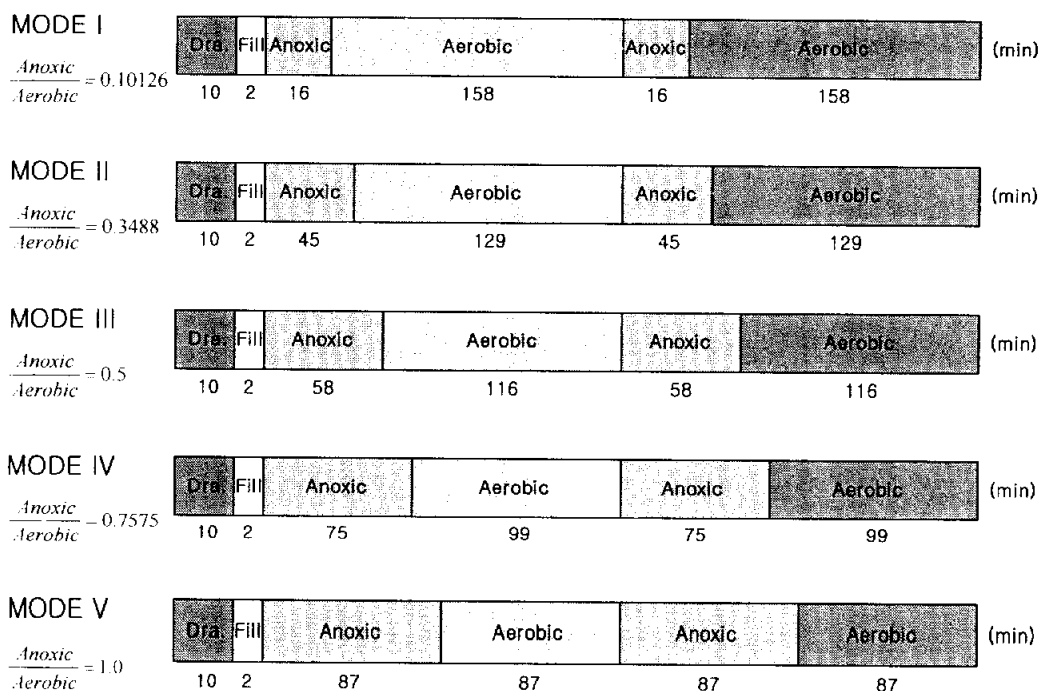 MODE I
Dra. Fill Anoxic Aerobic Anoxic Aerobic (min)
Anoxic
Aerobic = 0.10126
10 2 16 158 16 158
MODE II
Dra. Fill Anoxic Aerobic Anoxic Aerobic (min)
Anoxic
Aerobic = 0.3488
10 2 45 129 45 129
MODE III
Dra. Fill Anoxic Aerobic Anoxic Aerobic (min)
Anoxic
Aerobic = 0.5
10 2 58 116 58 116
MODE IV
Dra. Fill Anoxic Aerobic Anoxic Aerobic (min)
Anoxic
Aerobic = 0.7575
10 2 75 99 75 99
MODE V
Dra. Fill Anoxic Aerobic Anoxic Aerobic (min)
Anoxic
Aerobic = 1.0
10 2 87 87 87 87